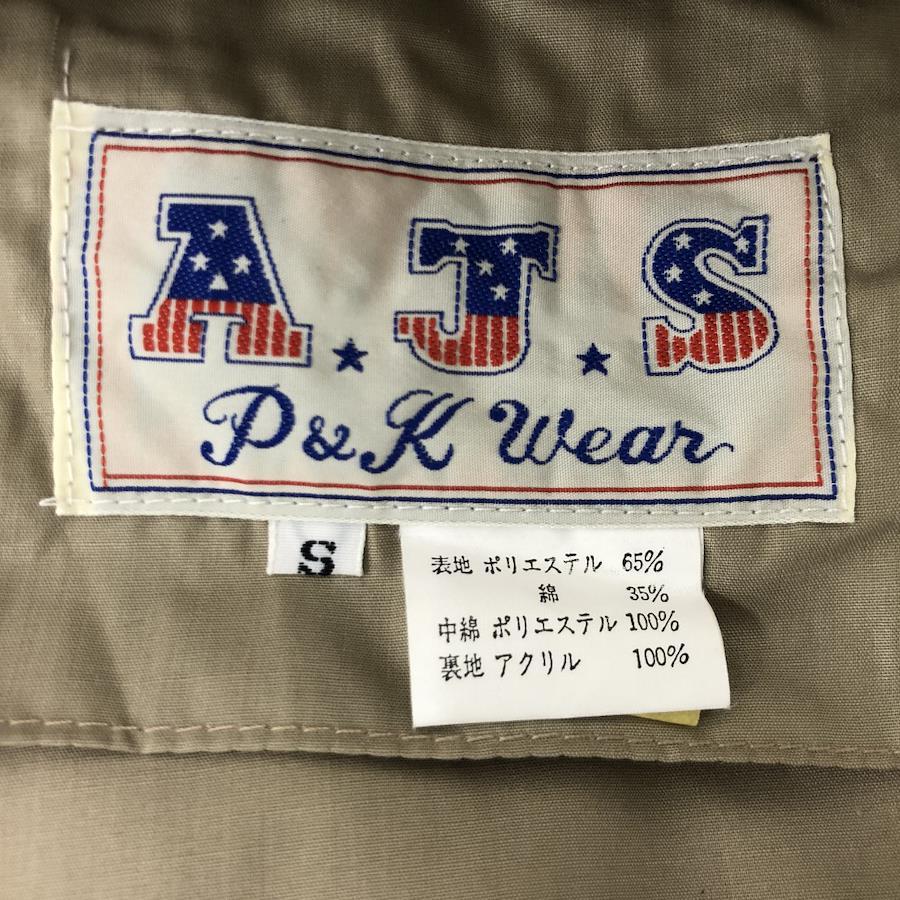 A.J.S
P&K Wear
S
表地 ポリエステル 65%
綿 35%
中綿 ポリエステル 100%
裏地 アクリル 100%